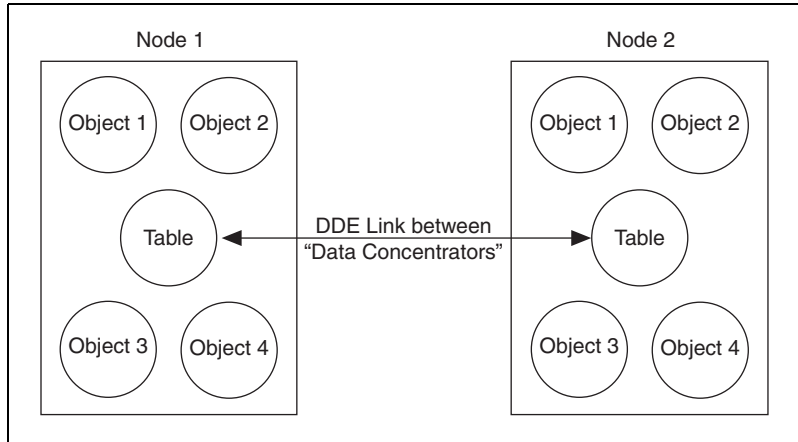 Node 1
Node 2
Object 1
Object 2
Object 1
Object 2
Table
DDE Link between
“Data Concentrators”
Table
Object 3
Object 4
Object 3
Object 4